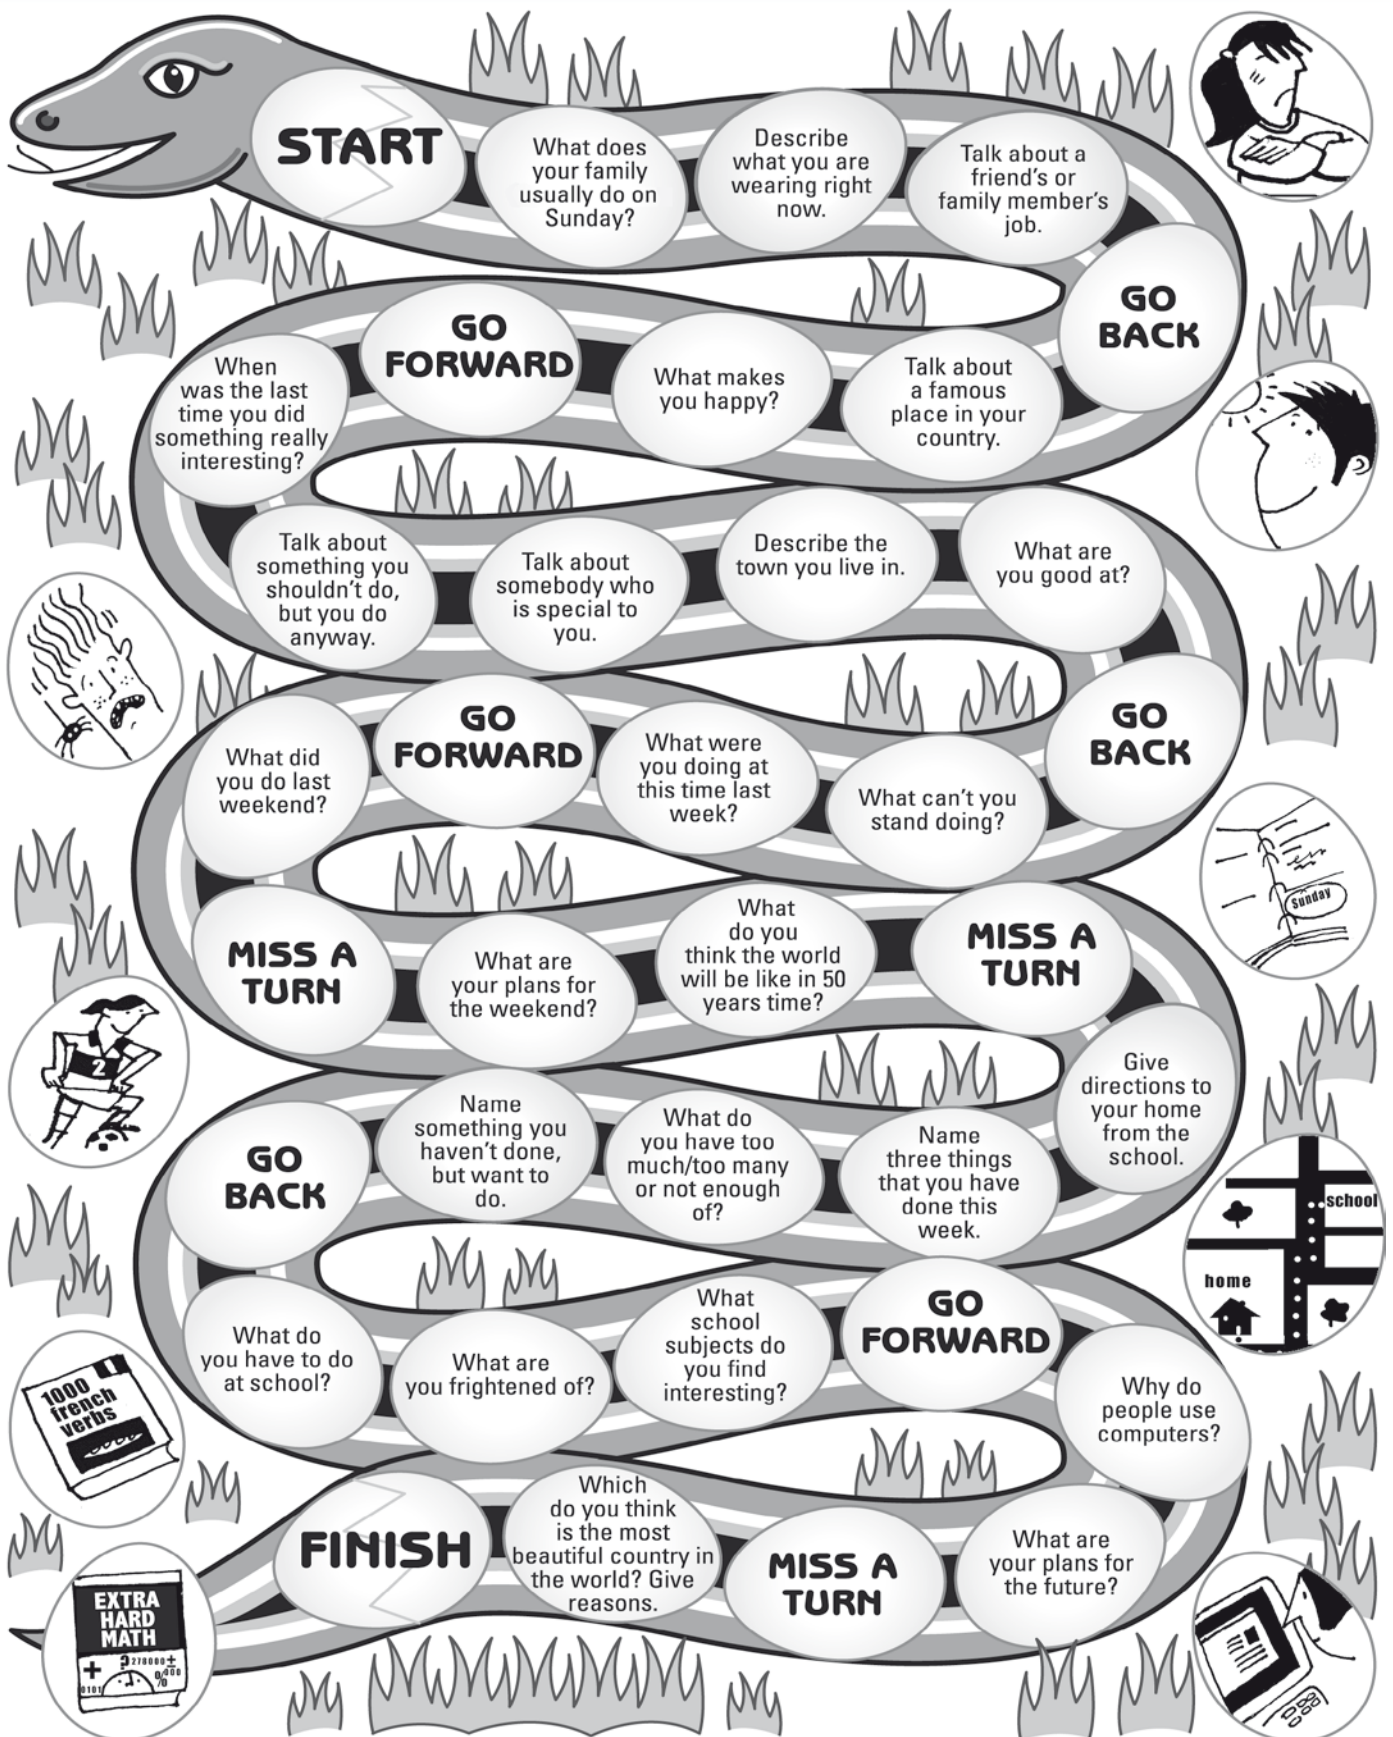 START
What does
your family
usually do on
Sunday?
Describe
what you are
wearing right
now.
Talk about a
friend's or
family member's
job.
GO
BACK
Talk about
a famous
place in your
country.
What makes
you happy?
GO
FORWARD
When
was the last
time you did
something really
interesting?
Talk about
something you
shouldn't do,
but you do
anyway.
Talk about
somebody who
is special to
you.
Describe the
town you live in.
What are
you good at?
GO
BACK
What can't you
stand doing?
What were
you doing at
this time last
week?
GO
FORWARD
What did
you do last
weekend?
MISS A
TURN
What are
your plans for
the weekend?
What
do you
think the world
will be like in 50
years time?
MISS A
TURN
Give
directions to
your home
from the
school.
Name
three things
that you have
done this
week.
What do
you have too
much/too many
or not enough
of?
Name
something you
haven't done,
but want to
do.
GO
BACK
What do
you have to do
at school?
What are
you frightened of?
What
school
subjects do
you find
interesting?
GO
FORWARD
Why do
people use
computers?
What are
your plans for
the future?
MISS A
TURN
Which
do you think
is the most
beautiful country in
the world? Give
reasons.
FINISH
Sunday
2
school
home
1000
french
verbs
EXTRA
HARD
MATH
+ ? 278000 ±
0101 % 000